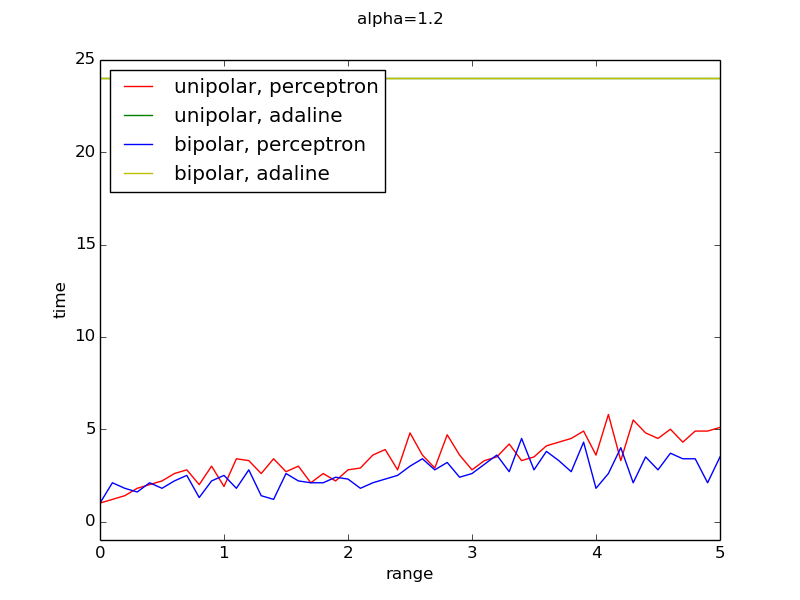 alpha=1.2
25
20
15
10
5
0
time
unipolar, perceptron
unipolar, adaline
bipolar, perceptron
bipolar, adaline
0 1 2 3 4 5
range